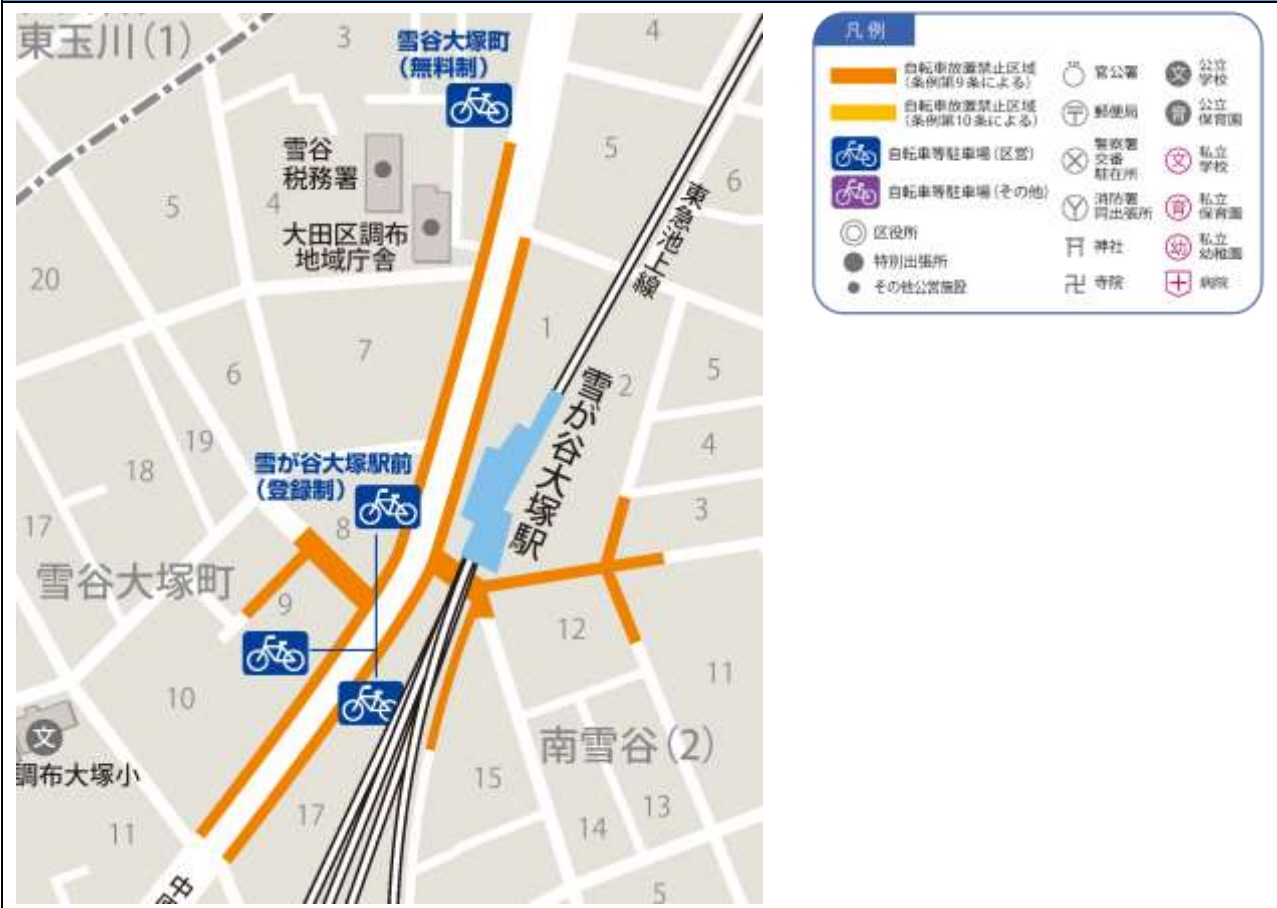 東玉川(1)
3
4
雪谷大塚町
(無料制)
雪谷
税務署
大田区調布
地域庁舎
5
4
5
6
東急池上線
20
7
1
6
2
5
雪が谷大塚駅
19
18
4
雪が谷大塚駅前
(登録制)
17
8
3
雪谷大塚町
9
12
10
11
文
調布大塚小
南雪谷(2)
15
17
11
14
13
5
凡例
自転車放置禁止区域
(条例第9条による)
自転車放置禁止区域
(条例第10条による)
自転車等駐車場(区営)
自転車等駐車場(その他)
区役所
特別出張所
その他公営施設
官公署
郵便局
警察署
交番
駐在所
消防署
同出張所
神社
寺院
文
公立
学校
育
公立
保育園
文
私立
学校
育
私立
保育園
幼
私立
幼稚園
病院